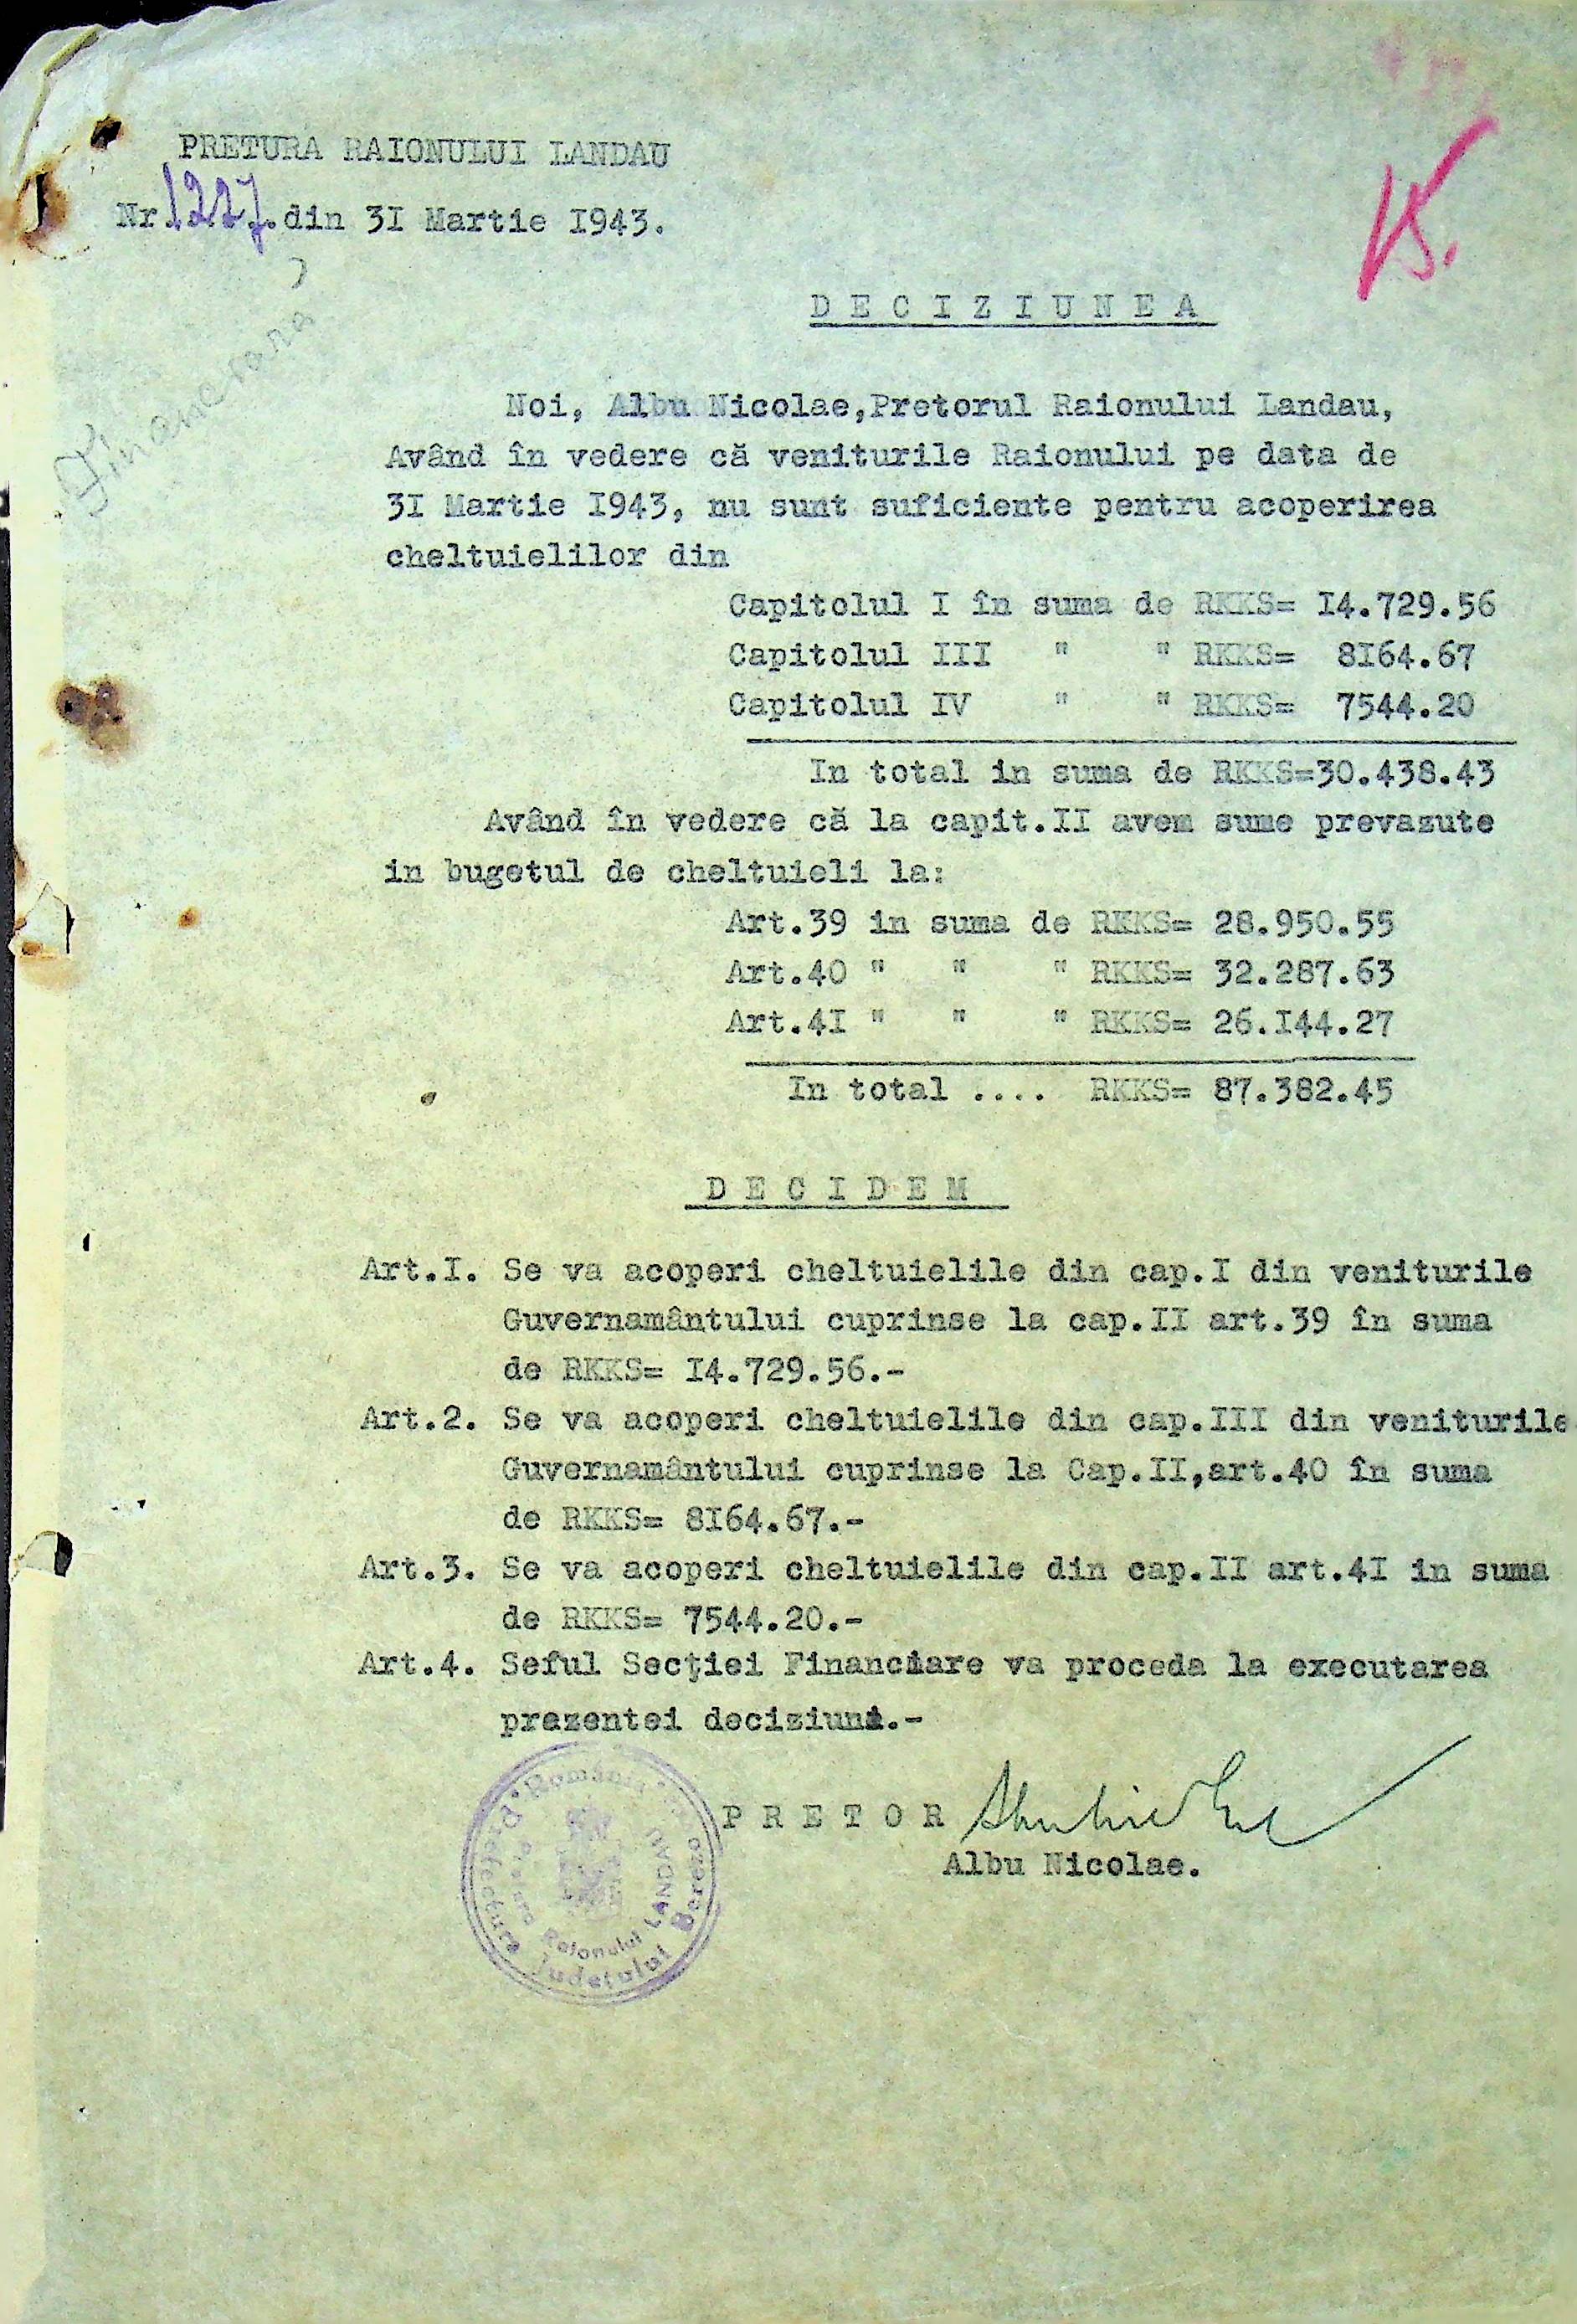 PRETURA RAIONULUI LANDAU
Nr.1227.din 3I Martie I943.
15.
Financiara
D E C I Z I U N E A
Noi, Albu Nicolae,Pretorul Raionului Landau,
Având în vedere că veniturile Raionului pe data de
3I Martie I943, nu sunt suficiente pentru acoperirea
cheltuielilor din
Capitolul I în suma de RKKS= I4.729.56
Capitolul III " " RKKS= 8I64.67
Capitolul IV " " RKKS= 7544.20
In total in suma de RKKS=30.438.43
Având în vedere că la capit.II avem sume prevazute
in bugetul de cheltuieli la:
Art.39 in suma de RKKS= 28.950.55
Art.40 " " " RKKS= 32.287.63
Art.4I " " " RKKS= 26.I44.27
In total .... RKKS= 87.382.45
D E C I D E M
Art.I. Se va acoperi cheltuielile din cap.I din veniturile
Guvernamântului cuprinse la cap.II art.39 în suma
de RKKS= I4.729.56.-
Art.2. Se va acoperi cheltuielile din cap.III din veniturile
Guvernamântului cuprinse la Cap.II,art.40 în suma
de RKKS= 8I64.67.-
Art.3. Se va acoperi cheltuielile din cap.II art.4I in suma
de RKKS= 7544.20.-
Art.4. Seful Secţiei Financiare va proceda la executarea
prezentei deciziuni.-
P R E T O R
Albu Nicolae.
România
Prefectura Judeţului Berezo
Raionului LANDAU